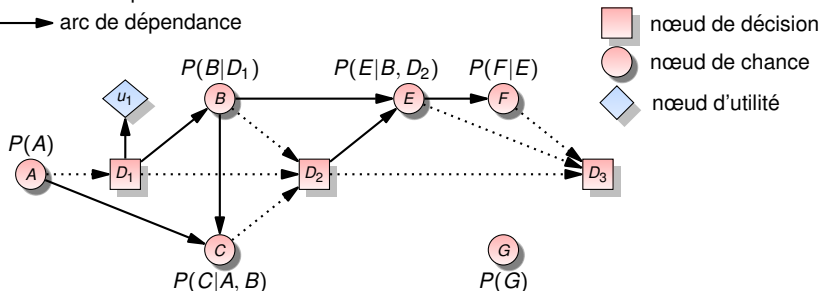 arc de dépendance
nœud de décision
nœud de chance
nœud d'utilité
P(B|D1)
P(E|B, D2)
P(F|E)
u1
B
E
F
P(A)
A
D1
D2
D3
C
G
P(C|A, B)
P(G)